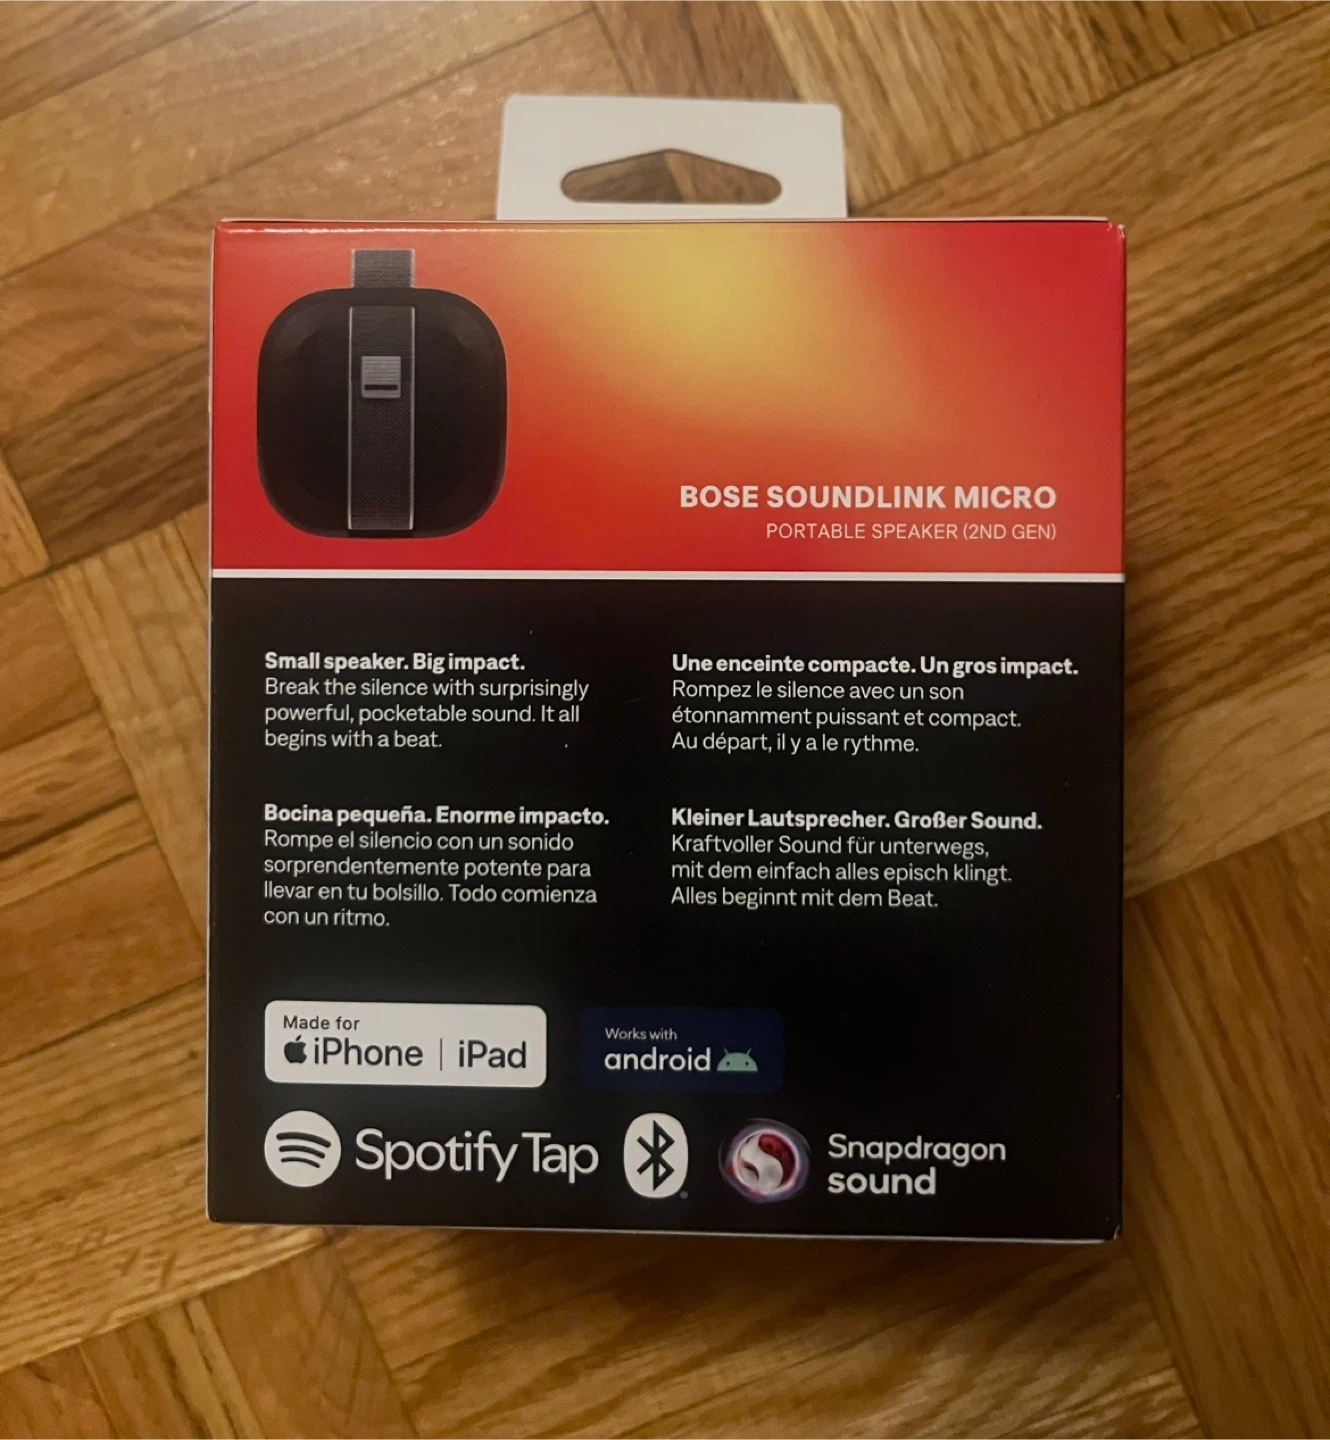 BOSE SOUNDLINK MICRO
PORTABLE SPEAKER (2ND GEN)
Small speaker. Big impact.
Break the silence with surprisingly
powerful, pocketable sound. It all
begins with a beat.
Une enceinte compacte. Un gros impact.
Rompez le silence avec un son
étonnamment puissant et compact.
Au départ, il y a le rythme.
Bocina pequeña. Enorme impacto.
Rompe el silencio con un sonido
sorprendentemente potente para
llevar en tu bolsillo. Todo comienza
con un ritmo.
Kleiner Lautsprecher. Großer Sound.
Kraftvoller Sound für unterwegs,
mit dem einfach alles episch klingt.
Alles beginnt mit dem Beat.
Made for
iPhone | iPad
Works with
android
Spotify Tap
Snapdragon
sound